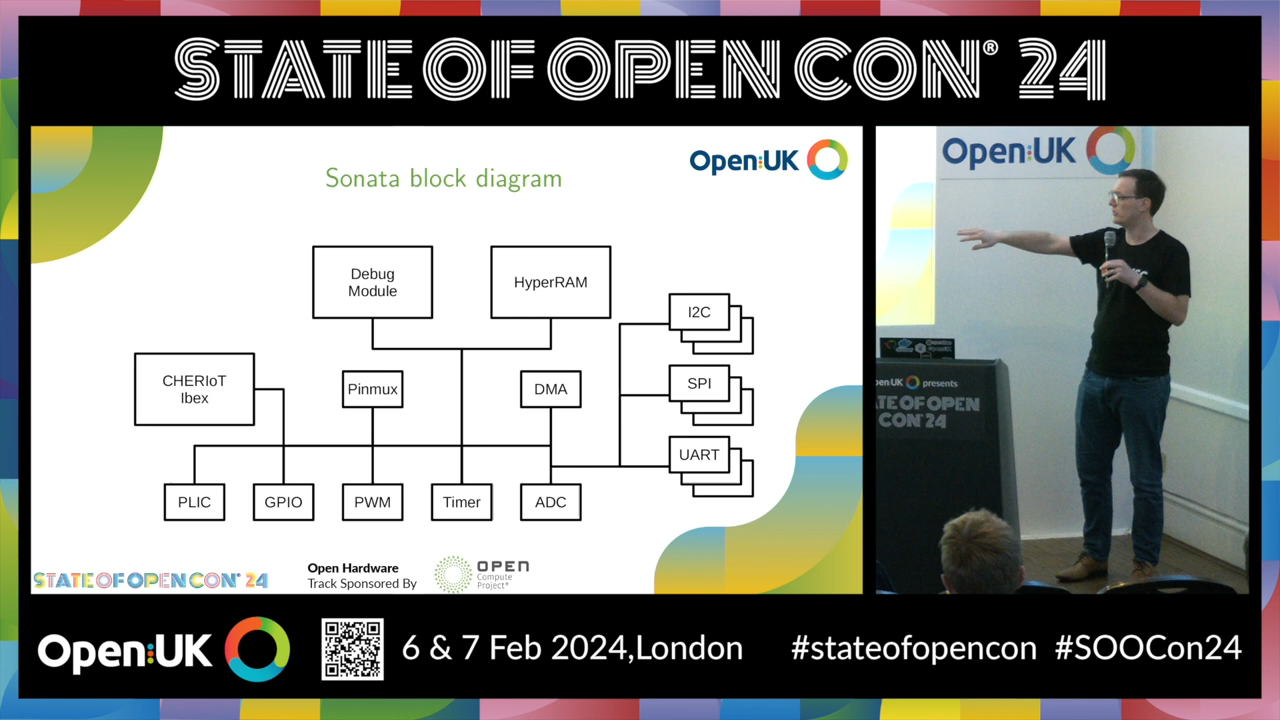 STATE OF OPEN CON® 24
Open:UK
Sonata block diagram
Debug
Module
HyperRAM
I2C
CHERIoT
Ibex
Pinmux
DMA
SPI
UART
PLIC
GPIO
PWM
Timer
ADC
STATE OF OPEN CON® 24
Open Hardware
Track Sponsored By
OPEN
Compute
Project®
Open:UK
en UK presents
TATE OF OPEN
CON® 24
Open:UK
6 & 7 Feb 2024,London
#stateofopencon #SOOCon24